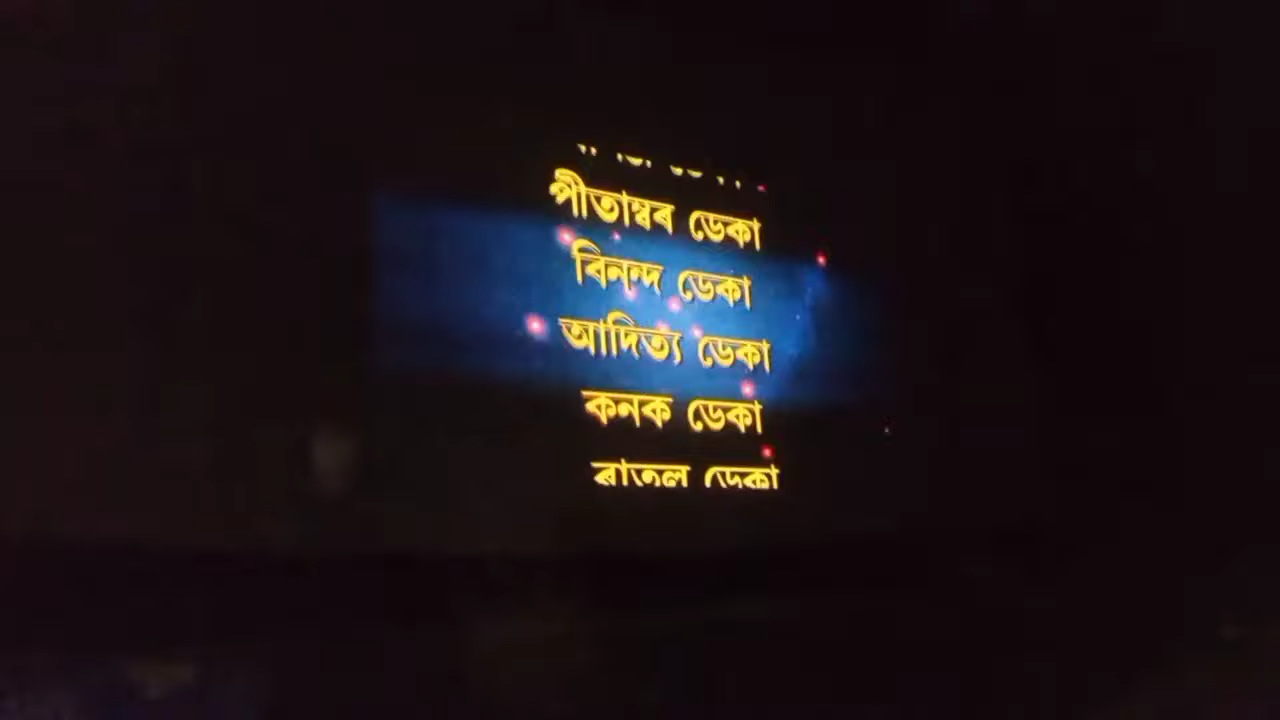 পীতাম্বৰ ডেকা
বিনন্দ ডেকা
আদিত্য ডেকা
কনক ডেকা
ৰাতুল ডেকা